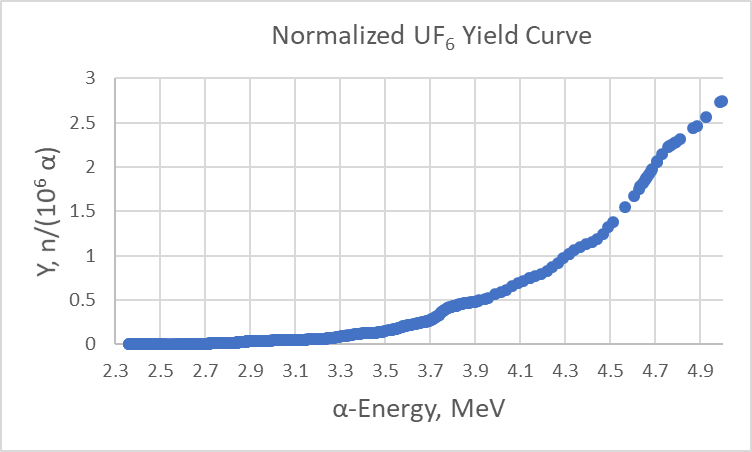 Normalized UF₆ Yield Curve
3
2.5
2
1.5
1
0.5
0
Y, n/(10⁶ α)
2.3 2.5 2.7 2.9 3.1 3.3 3.5 3.7 3.9 4.1 4.3 4.5 4.7 4.9
α-Energy, MeV